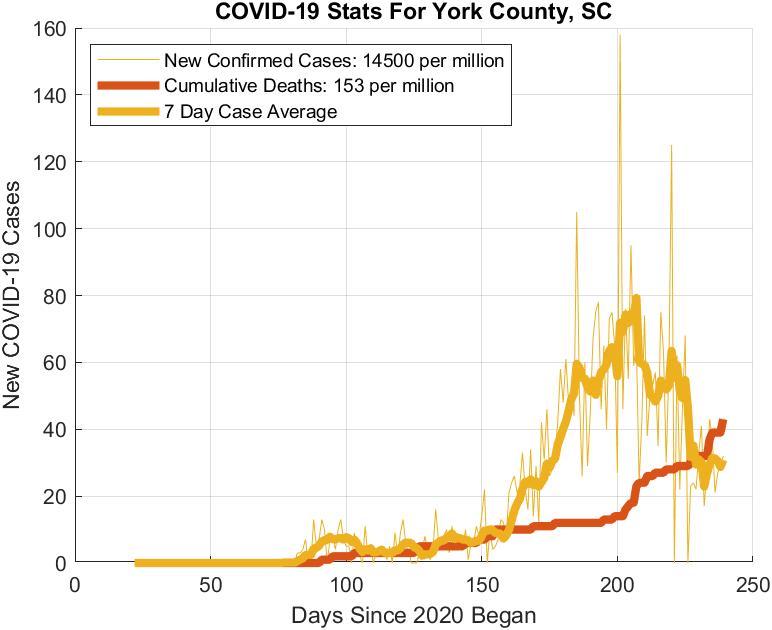 COVID-19 Stats For York County, SC
New Confirmed Cases: 14500 per million
Cumulative Deaths: 153 per million
7 Day Case Average
New COVID-19 Cases
160
140
120
100
80
60
40
20
0
0 50 100 150 200 250
Days Since 2020 Began